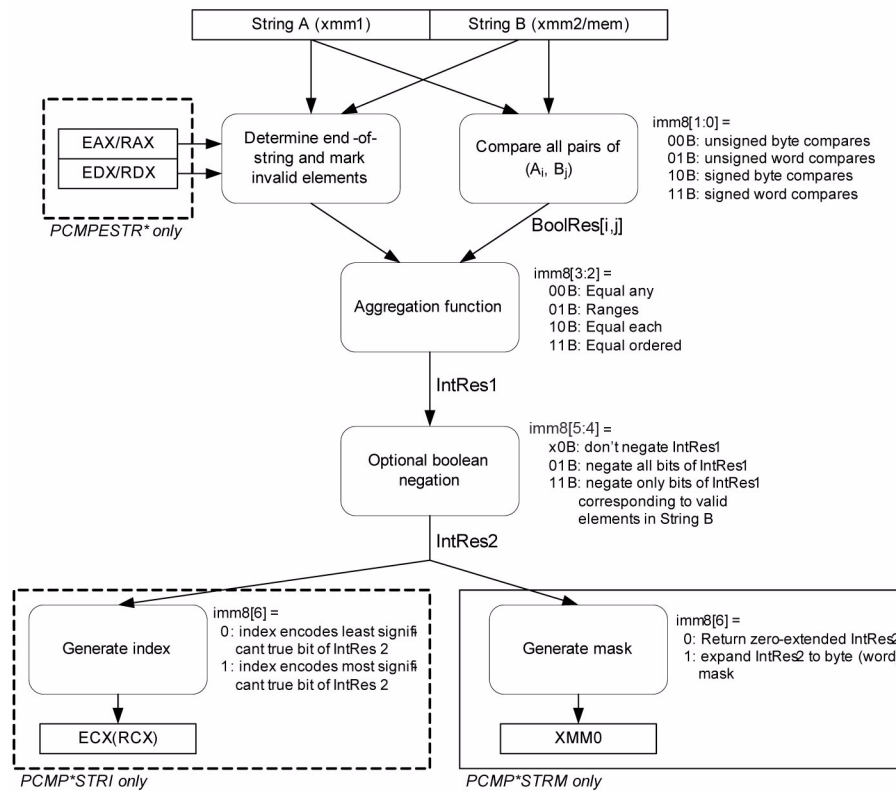 String A (xmm1)
String B (xmm2/mem)
EAX/RAX
EDX/RDX
PCMPESTR* only
Determine end-of-
string and mark
invalid elements
Compare all pairs of
(Ai, Bj)
imm8[1:0] =
00B: unsigned byte compares
01B: unsigned word compares
10B: signed byte compares
11B: signed word compares
BoolRes[i,j]
Aggregation function
imm8[3:2] =
00B: Equal any
01B: Ranges
10B: Equal each
11B: Equal ordered
IntRes1
Optional boolean
negation
imm8[5:4] =
x0B: don't negate IntRes1
01B: negate all bits of IntRes1
11B: negate only bits of IntRes1
corresponding to valid
elements in String B
IntRes2
Generate index
imm8[6] =
0: index encodes least signifi-
cant true bit of IntRes 2
1: index encodes most signifi-
cant true bit of IntRes 2
ECX(RCX)
PCMP*STRI only
Generate mask
imm8[6] =
0: Return zero-extended IntRes2
1: expand IntRes2 to byte (word
mask
XMM0
PCMP*STRM only